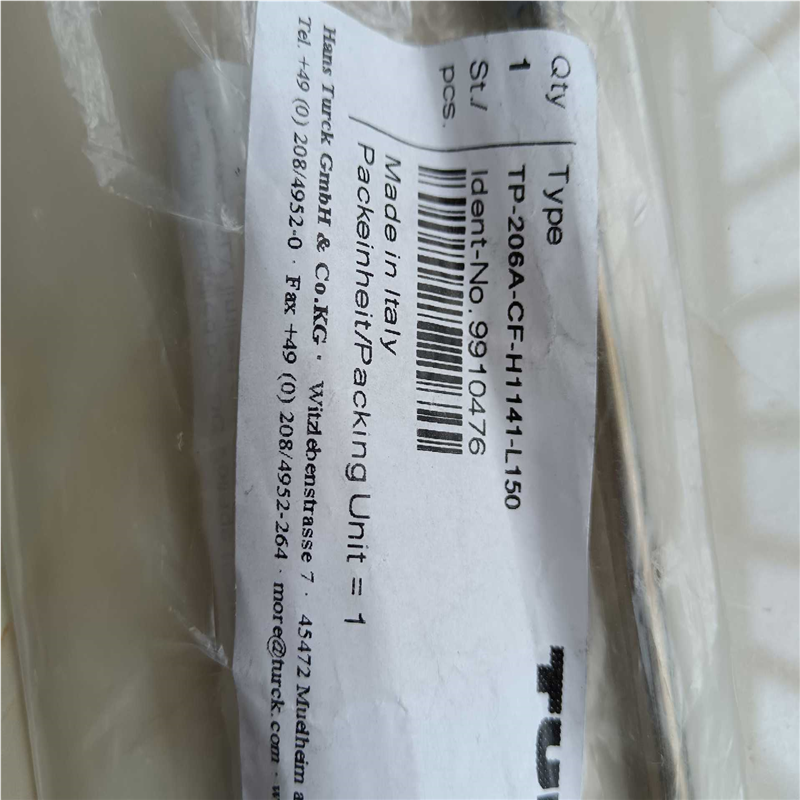 Qty Type
1 TP-206A-CF-H1141-L150
St./ Ident-No. 9910476
pcs.
Made in Italy
Packeinheit/Packing Unit = 1
Hans Turck GmbH & Co.KG · Witzlebenstrasse 7 · 45472 Muelheim a
Tel. +49 (0) 208/4952-0 · Fax +49 (0) 208/4952-264 · more@turck.com · w